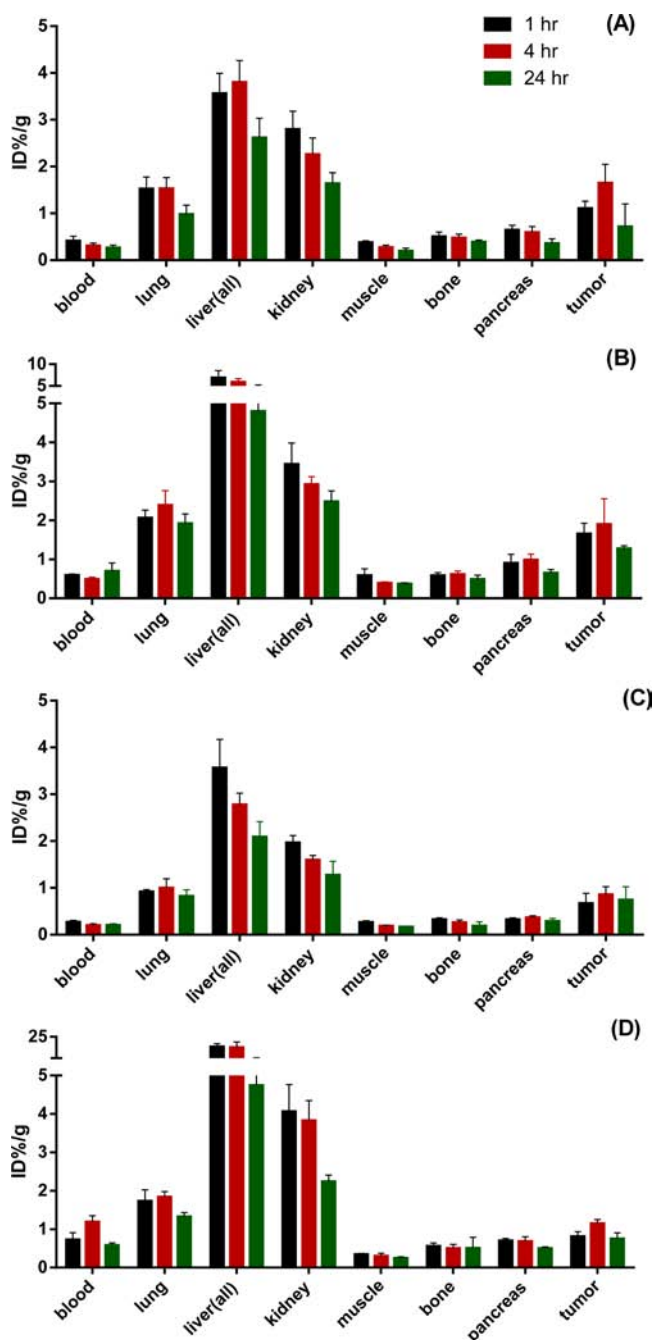 (A)
1 hr
4 hr
24 hr
5
4
3
2
1
0
ID%/g
blood
lung
liver(all)
kidney
muscle
bone
pancreas
tumor
(B)
10
5
5
4
3
2
1
0
ID%/g
blood
lung
liver(all)
kidney
muscle
bone
pancreas
tumor
(C)
5
4
3
2
1
0
ID%/g
blood
lung
liver(all)
kidney
muscle
bone
pancreas
tumor
(D)
25
5
4
3
2
1
0
ID%/g
blood
lung
liver(all)
kidney
muscle
bone
pancreas
tumor